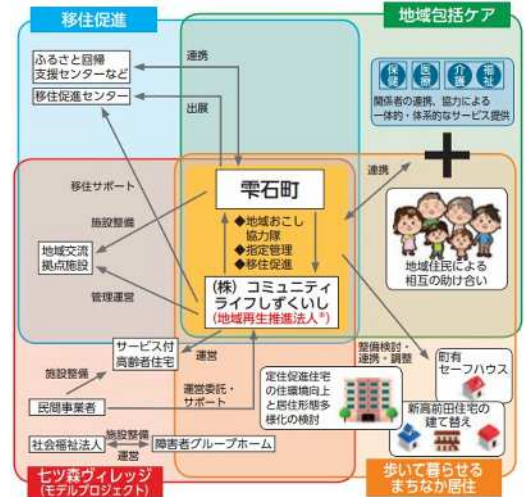 移住促進
地域包括ケア
ふるさと回帰
支援センターなど
移住促進センター
連携
出展
保健
医療
介護
福祉
関係者の連携、協力による
一体的・体系的なサービス提供
連携
移住サポート
雫石町
施設整備
◆地域おこし
協力隊
◆指定管理
◆移住促進
地域交流
拠点施設
地域住民による
相互の助け合い
管理運営
(株)コミュニティ
ライフしずくいし
(地域再生推進法人※)
サービス付
高齢者住宅
運営
整備検討・
連携・調整
町有
セーフハウス
施設整備
運営委託・
サポート
定住促進住宅
の住環境向上
と居住形態多
様化の検討
民間事業者
新高前田住宅の
建て替え
社会福祉法人
施設整備
運営
障害者グループホーム
七ツ森ヴィレッジ
(モデルプロジェクト)
歩いて暮らせる
まちなか居住